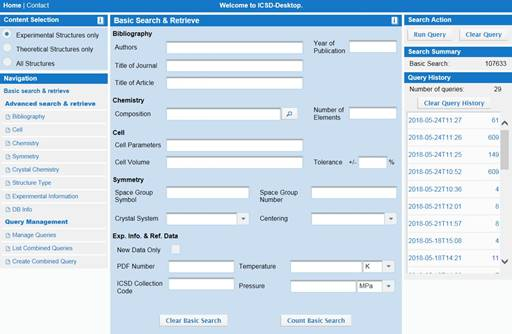 Home | Contact
Welcome to ICSD-Desktop.
Content Selection
Experimental Structures only
Theoretical Structures only
All Structures
Navigation
Basic search & retrieve
Advanced search & retrieve
Bibliography
Cell
Chemistry
Symmetry
Crystal Chemistry
Structure Type
Experimental Information
DB Info
Query Management
Manage Queries
List Combined Queries
Create Combined Query
Basic Search & Retrieve
Bibliography
Authors
Year of
Publication
Title of Journal
Title of Article
Chemistry
Composition
Number of
Elements
Cell
Cell Parameters
Cell Volume
Tolerance +/- %
Symmetry
Space Group
Symbol
Space Group
Number
Crystal System
Centering
Exp. Info. & Ref. Data
New Data Only
PDF Number
Temperature
K
ICSD Collection
Code
Pressure
MPa
Clear Basic Search
Count Basic Search
Search Action
Run Query
Clear Query
Search Summary
Basic Search: 107633
Query History
Number of queries: 29
Clear Query History
2018-05-24T11:27 61
2018-05-24T11:26 609
2018-05-24T11:25 149
2018-05-24T10:52 609
2018-05-22T10:36 4
2018-05-22T12:01 8
2018-05-21T11:57 8
2018-05-18T15:08 4
2018-05-18T14:21 11